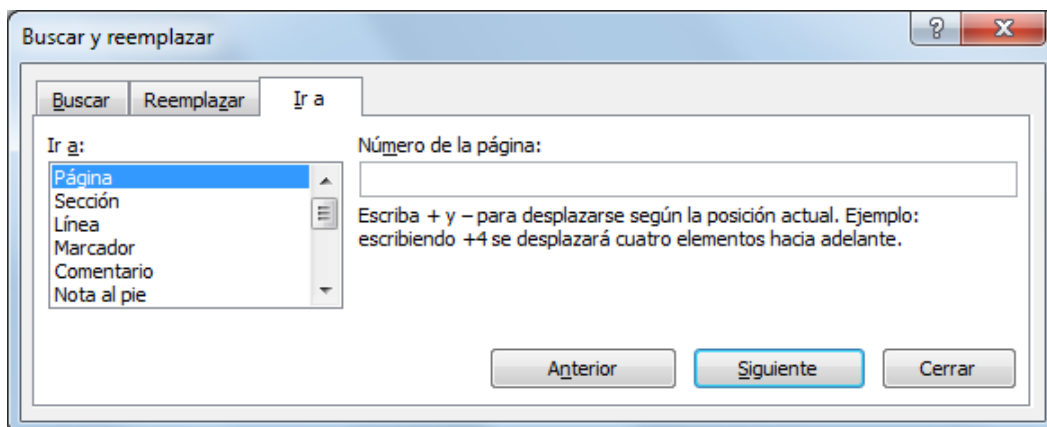 Buscar y reemplazar
Buscar Reemplazar Ir a
Ir a:
Página
Sección
Línea
Marcador
Comentario
Nota al pie
Número de la página:
Escriba + y – para desplazarse según la posición actual. Ejemplo:
escribiendo +4 se desplazará cuatro elementos hacia adelante.
Anterior Siguiente Cerrar